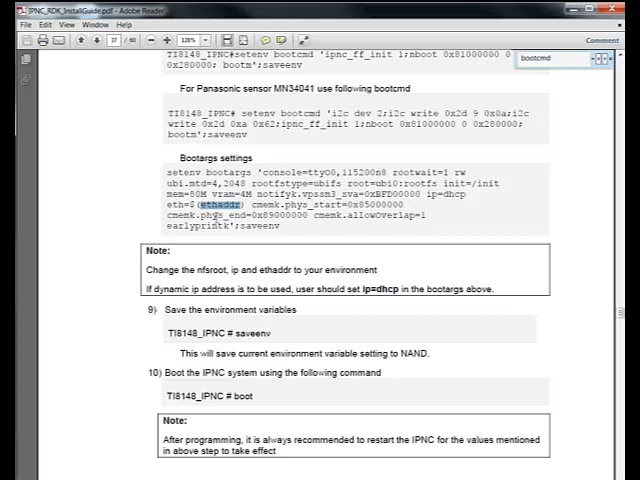 IPNC_RDK_InstallGuide.pdf - Adobe Reader
File Edit View Window Help
37 / 60 128% Comment
bootcmd
TI8148_IPNC#setenv bootcmd 'ipnc_ff_init 1;nboot 0x81000000 0
0x280000; bootm';saveenv
For Panasonic sensor MN34041 use following bootcmd
TI8148_IPNC#setenv bootcmd 'i2c dev 2;i2c write 0x2d 9 0x0a;i2c
write 0x2d 0xa 0x62;ipnc_ff_init 1;nboot 0x81000000 0 0x280000;
bootm';saveenv
Bootargs settings
setenv bootargs 'console=ttyO0,115200n8 rootwait=1 rw
ubi.mtd=4,2048 rootfstype=ubifs root=ubi0:rootfs init=/init
mem=80M vram=4M notifyk.vpssm3_sva=0xBFD00000 ip=dhcp
eth=$(ethaddr) cmemk.phys_start=0x85000000
cmemk.phys_end=0x89000000 cmemk.allowOverlap=1
earlyprintk';saveenv
Note:
Change the nfsroot, ip and ethaddr to your environment
If dynamic ip address is to be used, user should set ip=dhcp in the bootargs above.
9) Save the environment variables
TI8148_IPNC # saveenv
This will save current environment variable setting to NAND.
10) Boot the IPNC system using the following command
TI8148_IPNC # boot
Note:
After programming, it is always recommended to restart the IPNC for the values mentioned
in above step to take effect